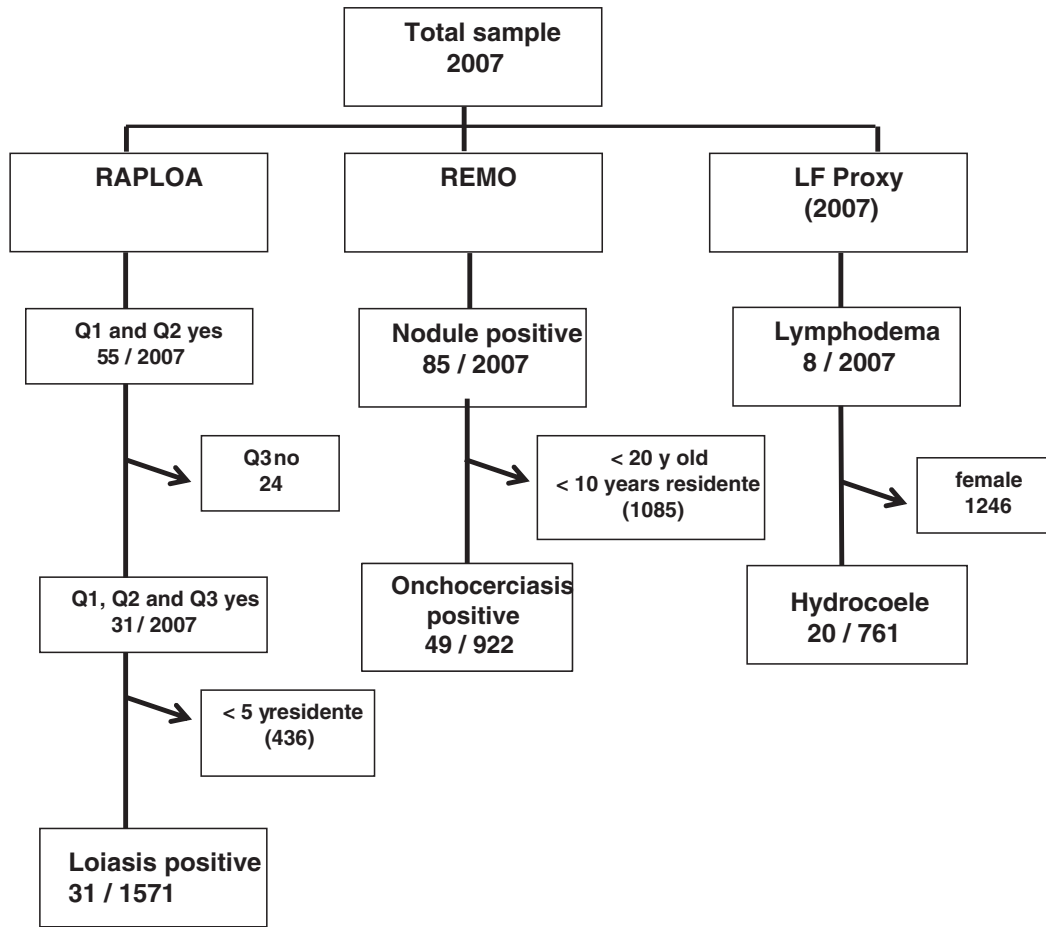 Total sample
2007
RAPLOA
REMO
LF Proxy
(2007)
Q1 and Q2 yes
55 / 2007
Nodule positive
85 / 2007
Lymphodema
8 / 2007
Q3no
24
< 20 y old
< 10 years residente
(1085)
female
1246
Q1, Q2 and Q3 yes
31 / 2007
Onchocerciasis
positive
49 / 922
Hydrocoele
20 / 761
< 5 yresidente
(436)
Loiasis positive
31 / 1571